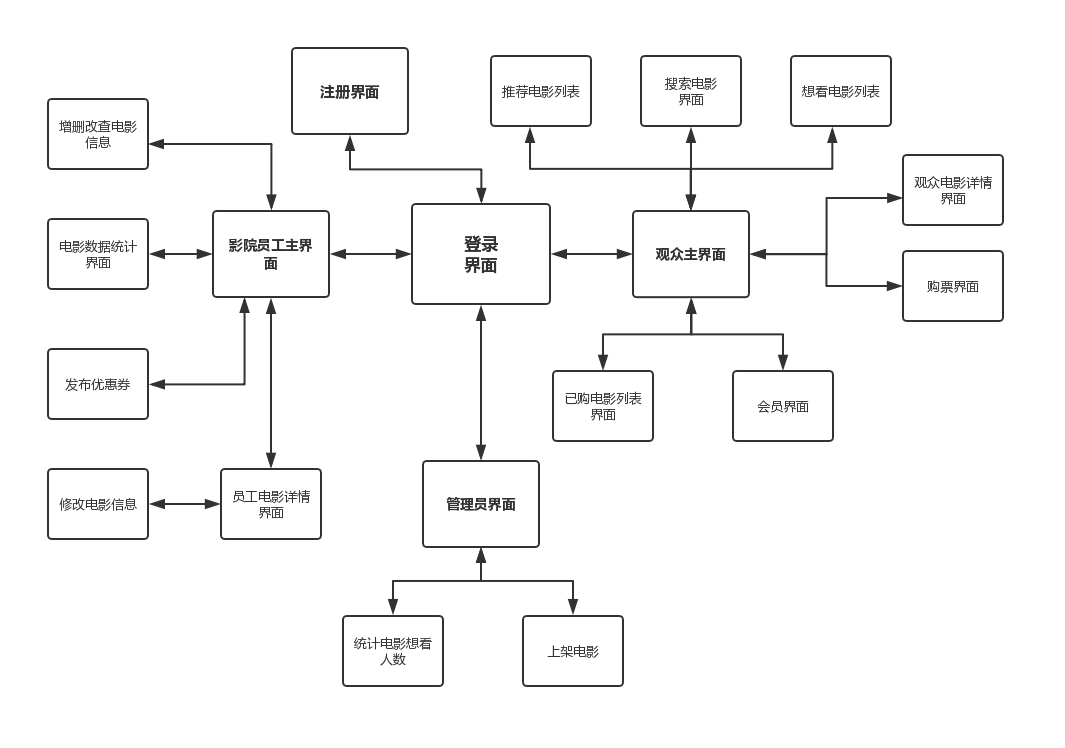 注册界面
推荐电影列表
搜索电影
界面
想看电影列表
增删改查电影
信息
观众电影详情
界面
电影数据统计
界面
影院员工主界
面
登录
界面
观众主界面
购票界面
发布优惠券
已购电影列表
界面
会员界面
修改电影信息
员工电影详情
界面
管理员界面
统计电影想看
人数
上架电影